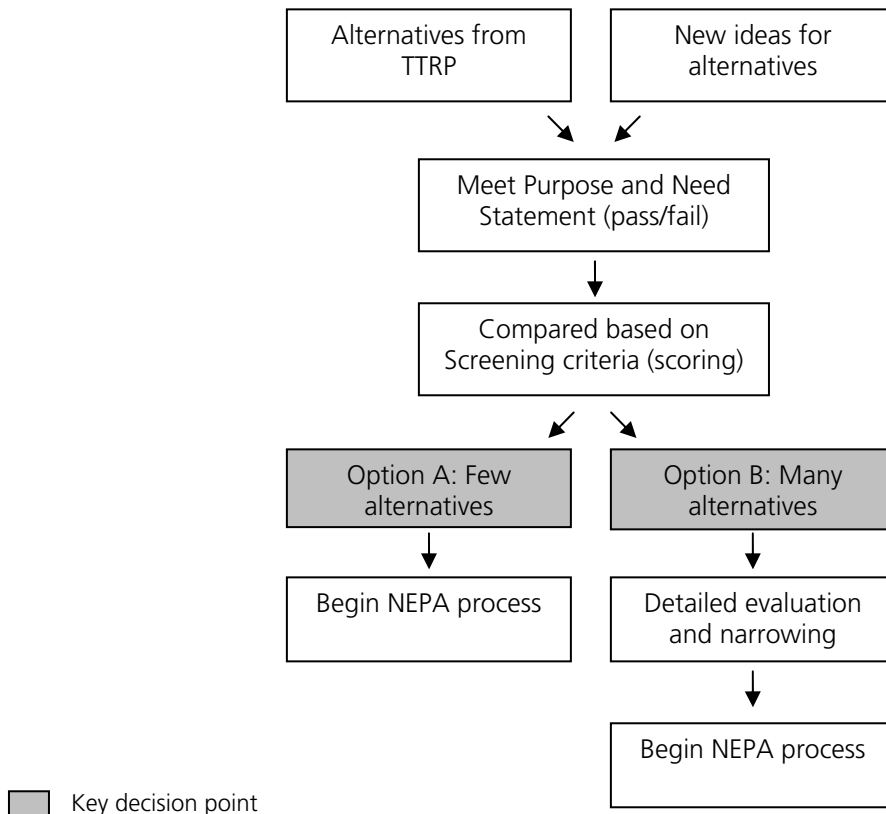 Alternatives from
TTRP
New ideas for
alternatives
Meet Purpose and Need
Statement (pass/fail)
Compared based on
Screening criteria (scoring)
Option A: Few
alternatives
Option B: Many
alternatives
Begin NEPA process
Detailed evaluation
and narrowing
Begin NEPA process
Key decision point